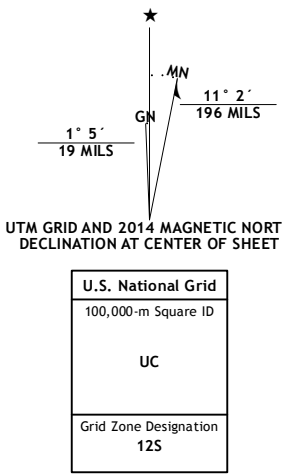 MN
11° 2´
196 MILS
GN
1° 5´
19 MILS
UTM GRID AND 2014 MAGNETIC NORT
DECLINATION AT CENTER OF SHEET
U.S. National Grid
100,000-m Square ID
UC
Grid Zone Designation
12S